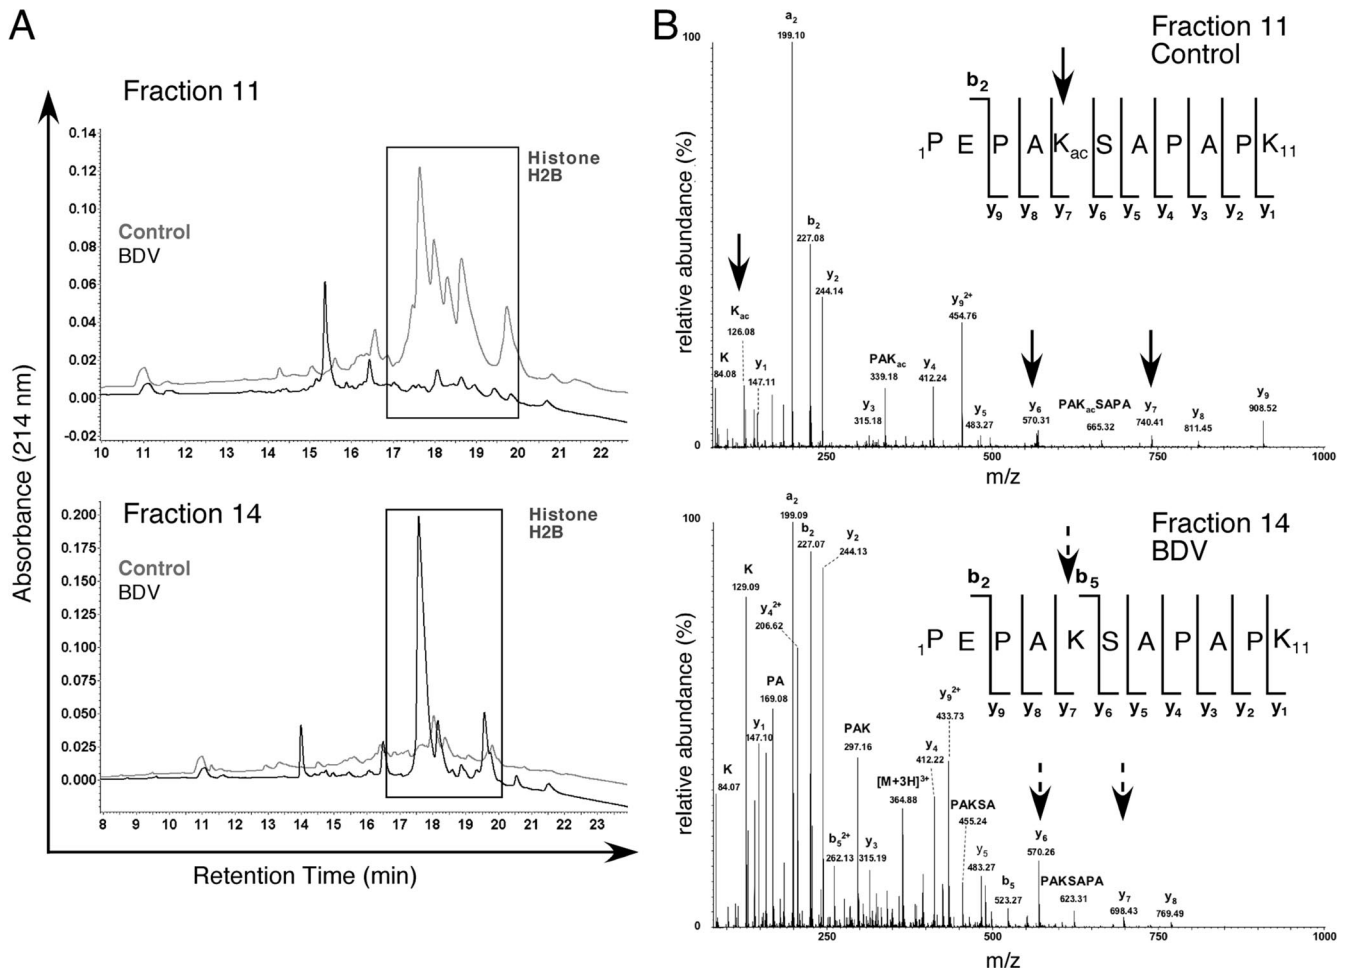 A
Fraction 11
Absorbance (214 nm)
0.14
0.12
0.10
0.08
0.06
0.04
0.02
0.00
-0.02
Control
BDV
Histone
H2B
10 11 12 13 14 15 16 17 18 19 20 21 22
Fraction 14
0.200
0.175
0.150
0.125
0.100
0.075
0.050
0.025
0.000
Control
BDV
Histone
H2B
8 9 10 11 12 13 14 15 16 17 18 19 20 21 22 23
Retention Time (min)
B
Fraction 11
Control
relative abundance (%)
100
0
a2
199.10
b2
227.08
y2
244.14
Kac
126.08
K
84.08
y1
147.11
y3
315.18
PAKac
339.18
y4
412.24
y9 2+
454.76
y5
483.27
y6
570.31
PAKacSAPA
665.32
y7
740.41
y8
811.45
y9
908.52
250 500 750 1000
m/z
b2
1P E P A Kac S A P A P K11
y9 y8 y7 y6 y5 y4 y3 y2 y1
Fraction 14
BDV
relative abundance (%)
100
0
a2
199.09
b2
227.07
y2
244.13
K
129.09
y4 2+
206.62
PA
169.08
y1
147.10
K
84.07
PAK
297.16
b5 2+
262.13
y3
315.19
[M+3H]3+
364.88
y4
412.22
y9 2+
433.73
PAKSA
455.24
y5
483.27
b5
523.27
y6
570.26
PAKSAPA
623.31
y7
698.43
y8
769.49
250 500 750 1000
m/z
b2 b5
1P E P A K S A P A P K11
y9 y8 y7 y6 y5 y4 y3 y2 y1